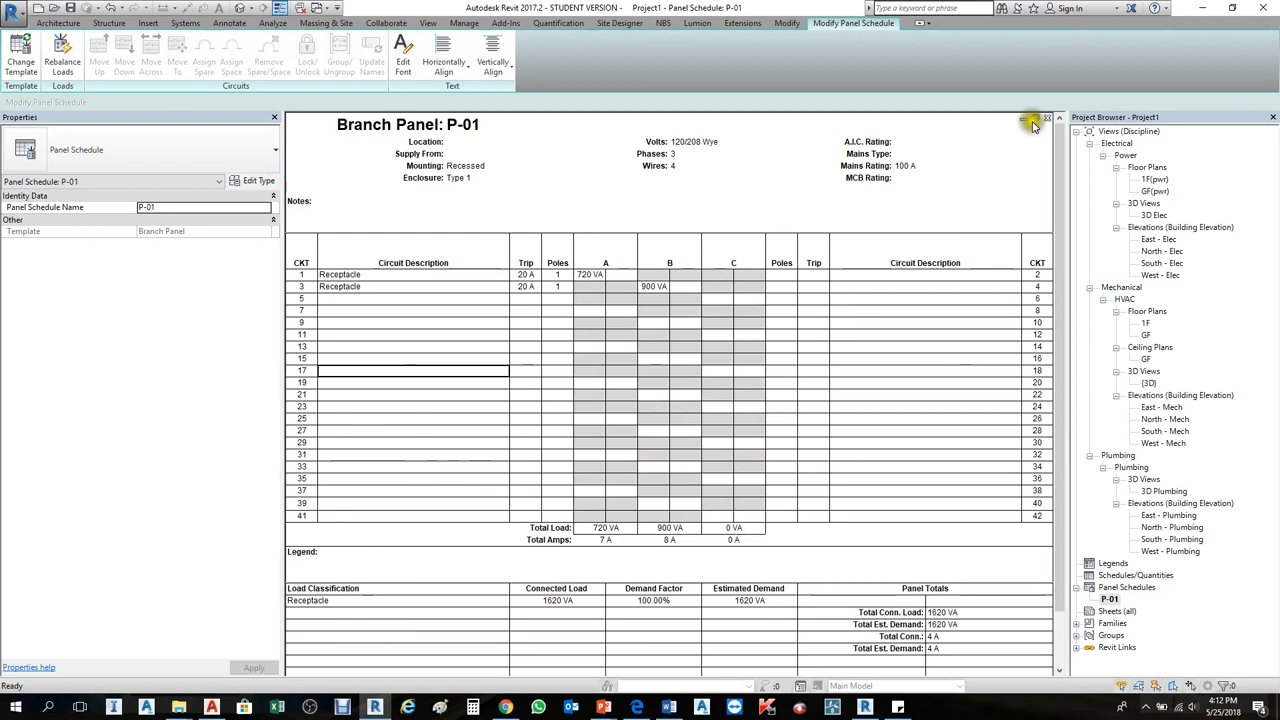 Autodesk Revit 2017.2 - STUDENT VERSION - Project1 - Panel Schedule: P-01
Type a keyword or phrase
Sign In
Architecture Structure Insert Systems Annotate Analyze Massing & Site Collaborate View Manage Add-Ins Quantification Site Designer NBS Lumion Extensions Modify Modify Panel Schedule
Change Template
Rebalance Loads
Move Up
Move Down
Move Across
Move To
Assign Spare
Assign Space
Remove Spare/Space
Lock/ Unlock
Group/ Ungroup
Update Names
Edit Font
Horizontally Align
Vertically Align
Template Loads Circuits Text
Modify Panel Schedule
Properties
Panel Schedule
Panel Schedule: P-01
Edit Type
Identity Data
Panel Schedule Name P-01
Other
Template Branch Panel
Properties help
Apply
Branch Panel: P-01
Location: Volts: 120/208 Wye A.I.C. Rating:
Supply From: Phases: 3 Mains Type:
Mounting: Recessed Wires: 4 Mains Rating: 100 A
Enclosure: Type 1 MCB Rating:
Notes:
CKT Circuit Description Trip Poles A B C Poles Trip Circuit Description CKT
1 Receptacle 20 A 1 720 VA 2
3 Receptacle 20 A 1 900 VA 4
5 6
7 8
9 10
11 12
13 14
15 16
17 18
19 20
21 22
23 24
25 26
27 28
29 30
31 32
33 34
35 36
37 38
39 40
41 42
Total Load: 720 VA 900 VA 0 VA
Total Amps: 7 A 8 A 0 A
Legend:
Load Classification Connected Load Demand Factor Estimated Demand Panel Totals
Receptacle 1620 VA 100.00% 1620 VA
Total Conn. Load: 1620 VA
Total Est. Demand: 1620 VA
Total Conn.: 4 A
Total Est. Demand: 4 A
Project Browser - Project1
Views (Discipline)
Electrical
Power
Floor Plans
1F(pwr)
GF(pwr)
3D Views
3D Elec
Elevations (Building Elevation)
East - Elec
North - Elec
South - Elec
West - Elec
Mechanical
HVAC
Floor Plans
1F
GF
Ceiling Plans
GF
3D Views
{3D}
Elevations (Building Elevation)
East - Mech
North - Mech
South - Mech
West - Mech
Plumbing
Plumbing
3D Views
3D Plumbing
Elevations (Building Elevation)
East - Plumbing
North - Plumbing
South - Plumbing
West - Plumbing
Legends
Schedules/Quantities
Panel Schedules
P-01
Sheets (all)
Families
Groups
Revit Links
Ready
:0
Main Model
:0
4:12 PM
5/25/2018